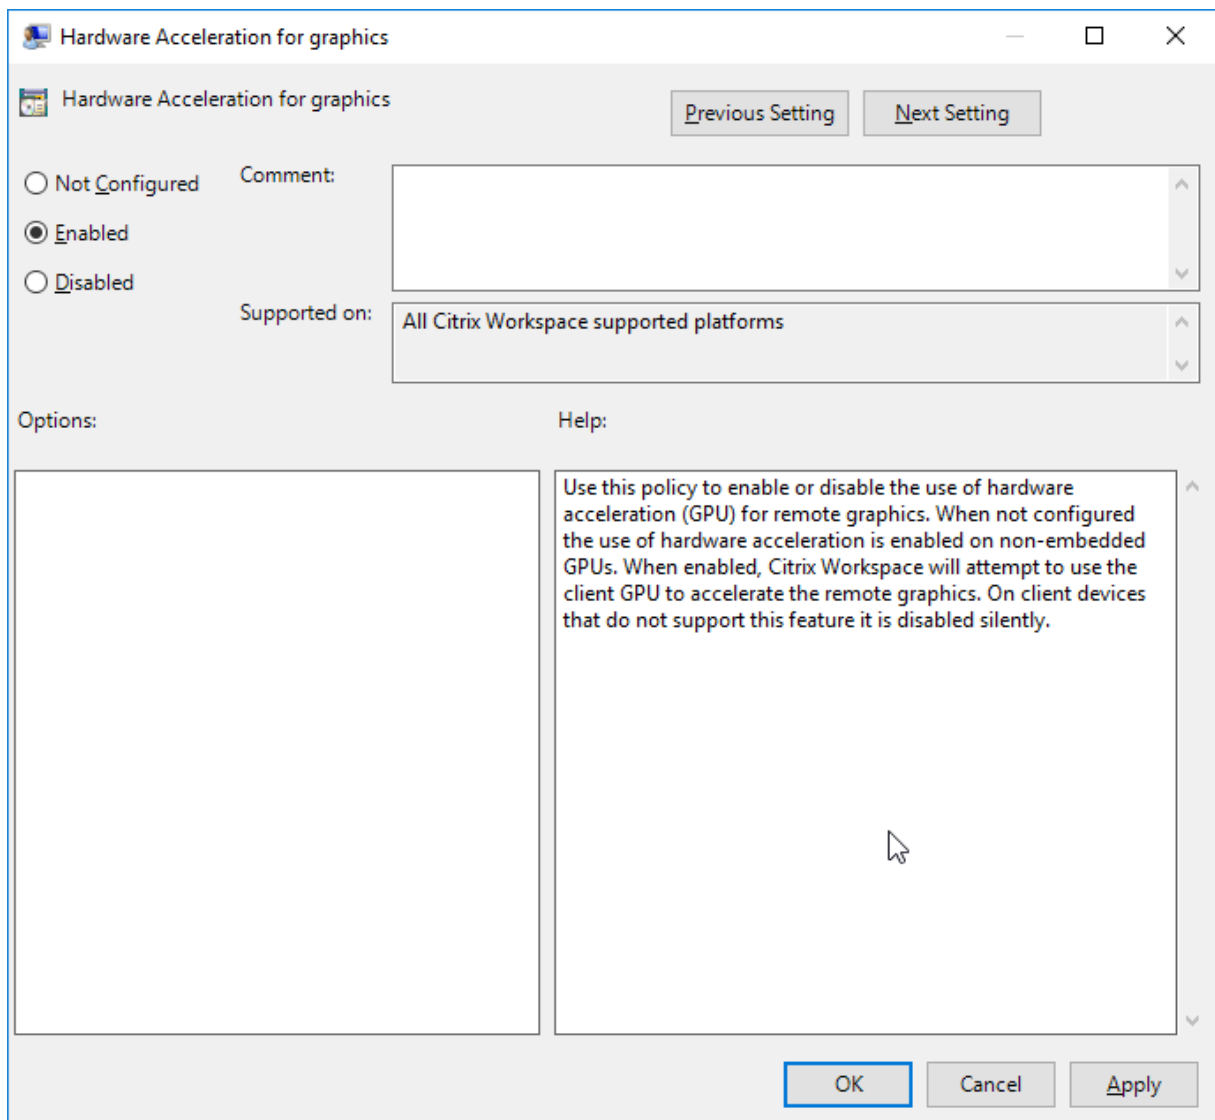 Hardware Acceleration for graphics
Hardware Acceleration for graphics
Previous Setting
Next Setting
Not Configured
Comment:
Enabled
Disabled
Supported on:
All Citrix Workspace supported platforms
Options:
Help:
Use this policy to enable or disable the use of hardware
acceleration (GPU) for remote graphics. When not configured
the use of hardware acceleration is enabled on non-embedded
GPUs. When enabled, Citrix Workspace will attempt to use the
client GPU to accelerate the remote graphics. On client devices
that do not support this feature it is disabled silently.
OK
Cancel
Apply